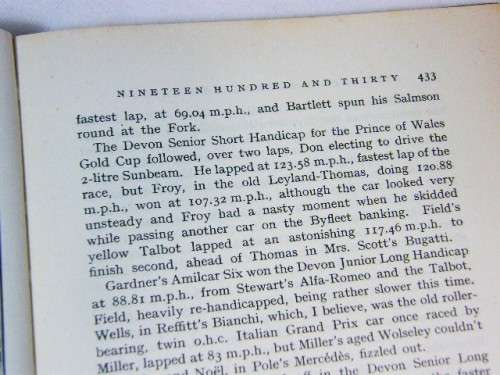 NINETEEN HUNDRED AND THIRTY 433
fastest lap, at 69.04 m.p.h., and Bartlett spun his Salmson
round at the Fork.
The Devon Senior Short Handicap for the Prince of Wales
Gold Cup followed, over two laps, Don electing to drive the
2-litre Sunbeam. He lapped at 123.58 m.p.h., fastest lap of the
race, but Froy, in the old Leyland-Thomas, doing 120.88
m.p.h., won at 107.32 m.p.h., although the car looked very
unsteady and Froy had a nasty moment when he skidded
while passing another car on the Byfleet banking. Field's
yellow Talbot lapped at an astonishing 117.46 m.p.h. to
finish second, ahead of Thomas in Mrs. Scott's Bugatti.
Gardner's Amilcar Six won the Devon Junior Long Handicap
at 88.81 m.p.h., from Stewart's Alfa-Romeo and the Talbot,
Field, heavily re-handicapped, being rather slower this time.
Wells, in Reffitt's Bianchi, which, I believe, was the old roller-
bearing, twin o.h.c. Italian Grand Prix car once raced by
Miller, lapped at 83 m.p.h., but Miller's aged Wolseley couldn't
and Noël, in Pole's Mercédès, fizzled out.
in the Devon Senior Long
the faster